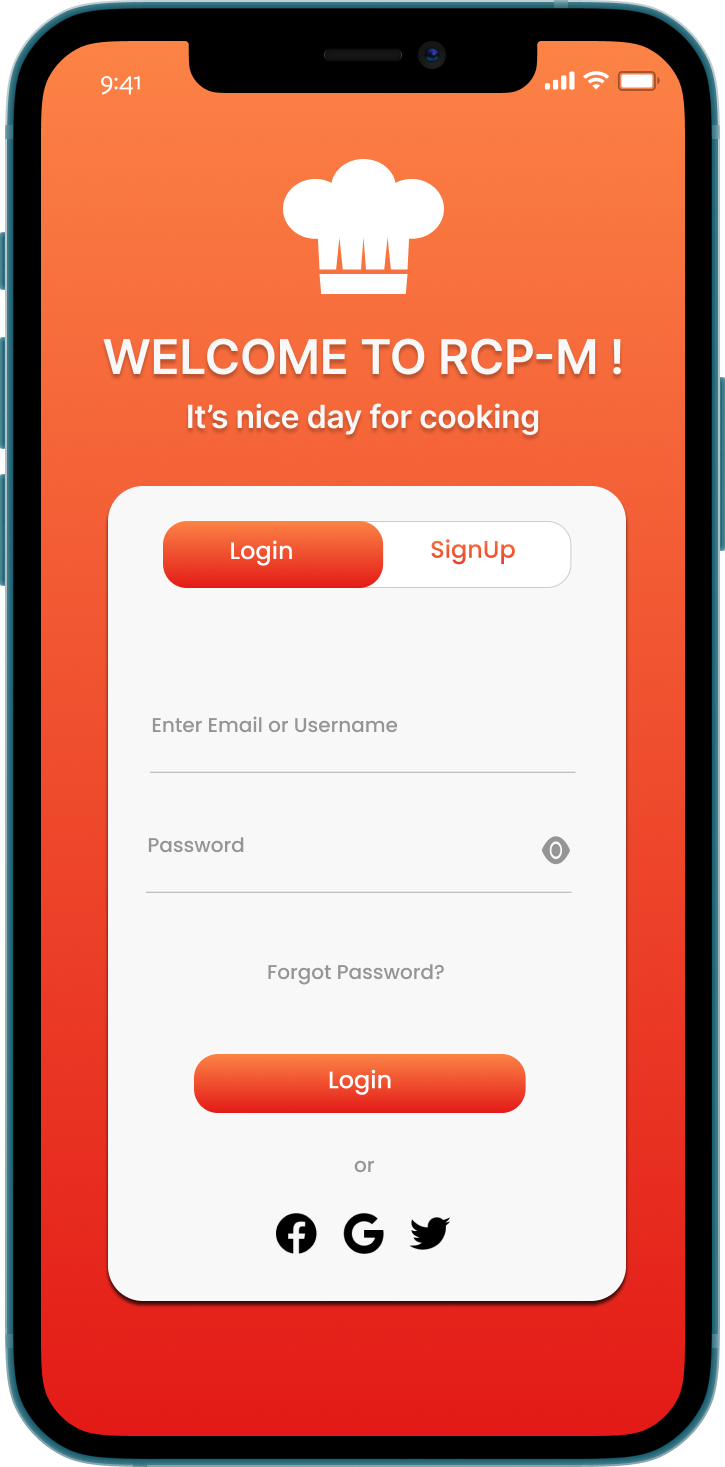 9:41
WELCOME TO RCP-M !
It’s nice day for cooking
Login SignUp
Enter Email or Username
Password
Forgot Password?
Login
or